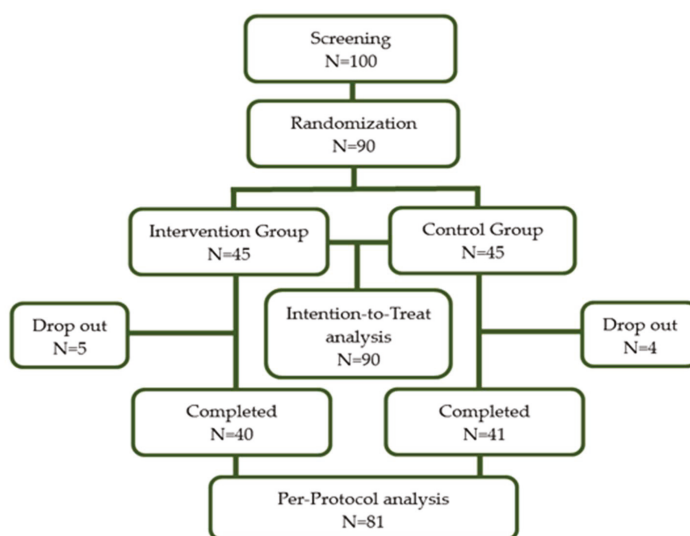 Screening
N=100
Randomization
N=90
Intervention Group
N=45
Control Group
N=45
Intention-to-Treat
analysis
N=90
Drop out
N=5
Drop out
N=4
Completed
N=40
Completed
N=41
Per-Protocol analysis
N=81